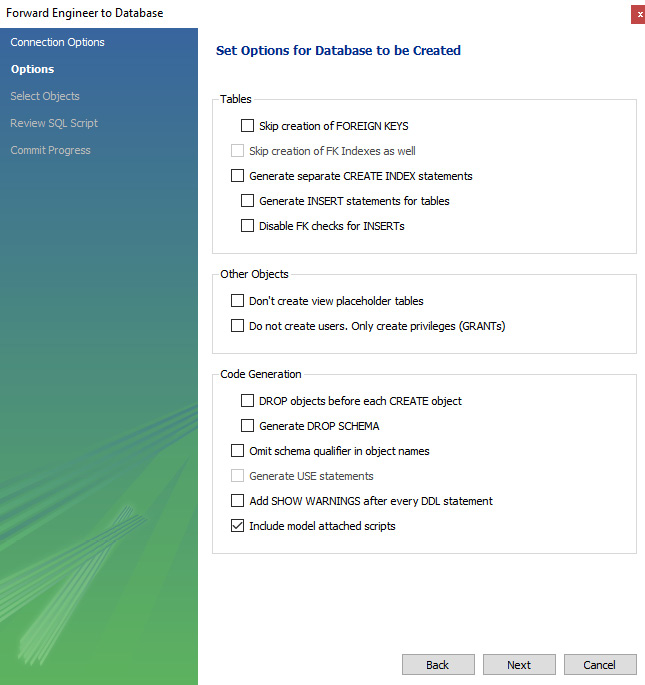 Forward Engineer to Database
x
Connection Options
Options
Select Objects
Review SQL Script
Commit Progress
Set Options for Database to be Created
Tables
Skip creation of FOREIGN KEYS
Skip creation of FK Indexes as well
Generate separate CREATE INDEX statements
Generate INSERT statements for tables
Disable FK checks for INSERTs
Other Objects
Don't create view placeholder tables
Do not create users. Only create privileges (GRANTs)
Code Generation
DROP objects before each CREATE object
Generate DROP SCHEMA
Omit schema qualifier in object names
Generate USE statements
Add SHOW WARNINGS after every DDL statement
Include model attached scripts
Back Next Cancel